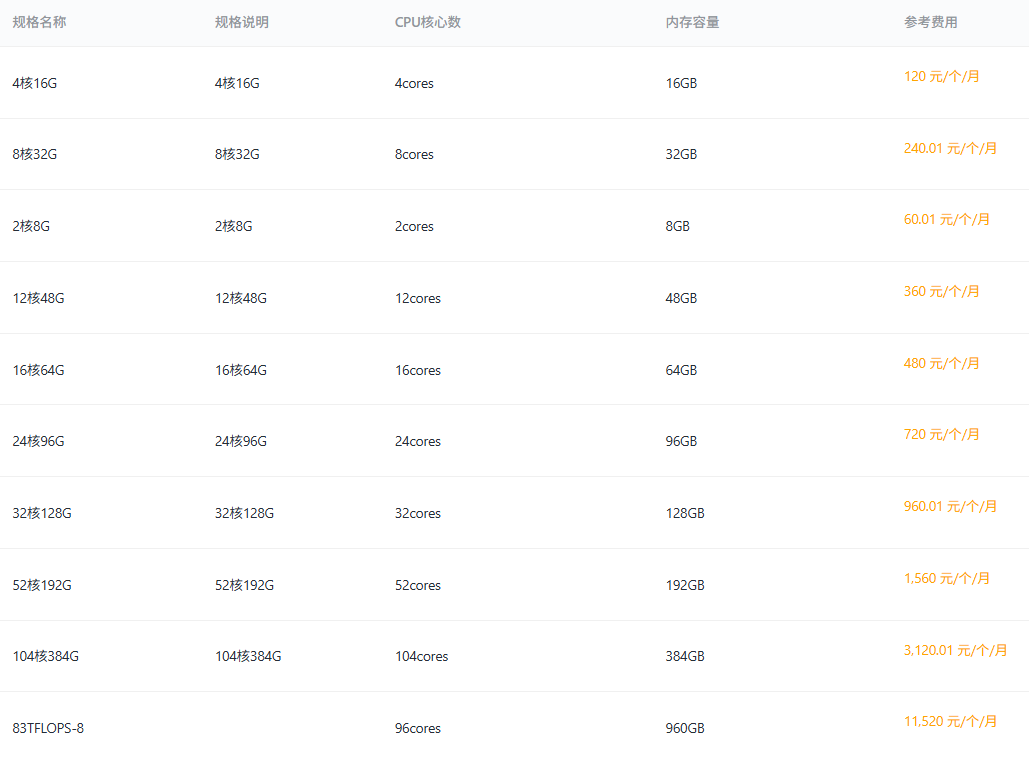 规格名称 规格说明 CPU核心数 内存容量 参考费用
4核16G 4核16G 4cores 16GB 120 元/个/月
8核32G 8核32G 8cores 32GB 240.01 元/个/月
2核8G 2核8G 2cores 8GB 60.01 元/个/月
12核48G 12核48G 12cores 48GB 360 元/个/月
16核64G 16核64G 16cores 64GB 480 元/个/月
24核96G 24核96G 24cores 96GB 720 元/个/月
32核128G 32核128G 32cores 128GB 960.01 元/个/月
52核192G 52核192G 52cores 192GB 1,560 元/个/月
104核384G 104核384G 104cores 384GB 3,120.01 元/个/月
83TFLOPS-8 96cores 960GB 11,520 元/个/月